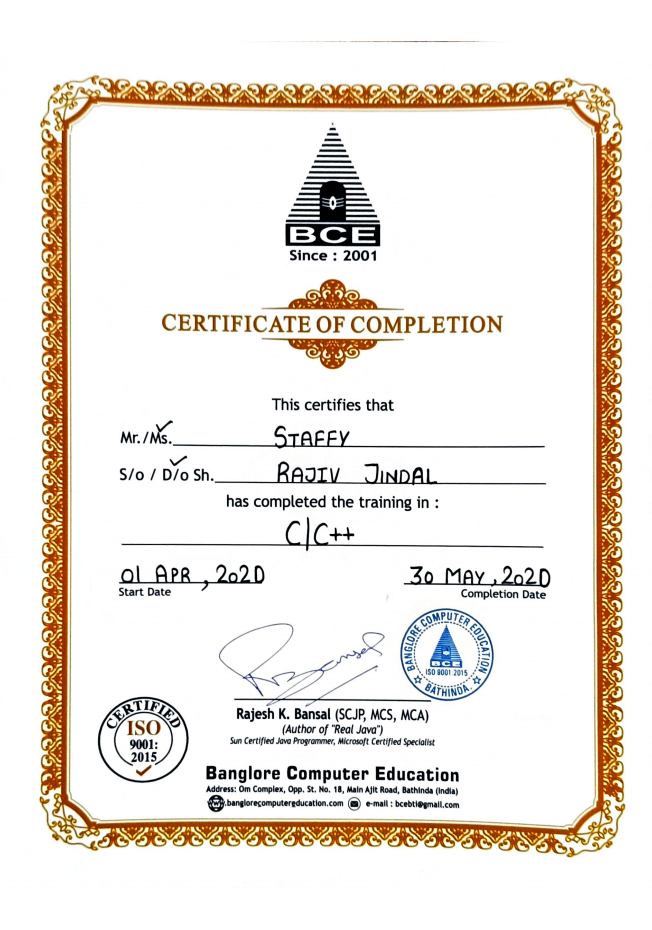 BCE
Since : 2001
CERTIFICATE OF COMPLETION
This certifies that
Mr./Ms. STAFFY
S/o / D/o Sh. RAJIV JINDAL
has completed the training in :
C|C++
01 APR , 2020
30 MAY , 2020
Start Date
Completion Date
BANGLORE COMPUTER EDUCATION
BCE
ISO 9001:2015
BATHINDA.
RBansal
Rajesh K. Bansal (SCJP, MCS, MCA)
(Author of "Real Java")
Sun Certified Java Programmer, Microsoft Certified Specialist
CERTIFIED
ISO
9001:
2015
Banglore Computer Education
Address: Om Complex, Opp. St. No. 18, Main Ajit Road, Bathinda (India)
www.banglorecomputereducation.com e-mail : bcebti@gmail.com